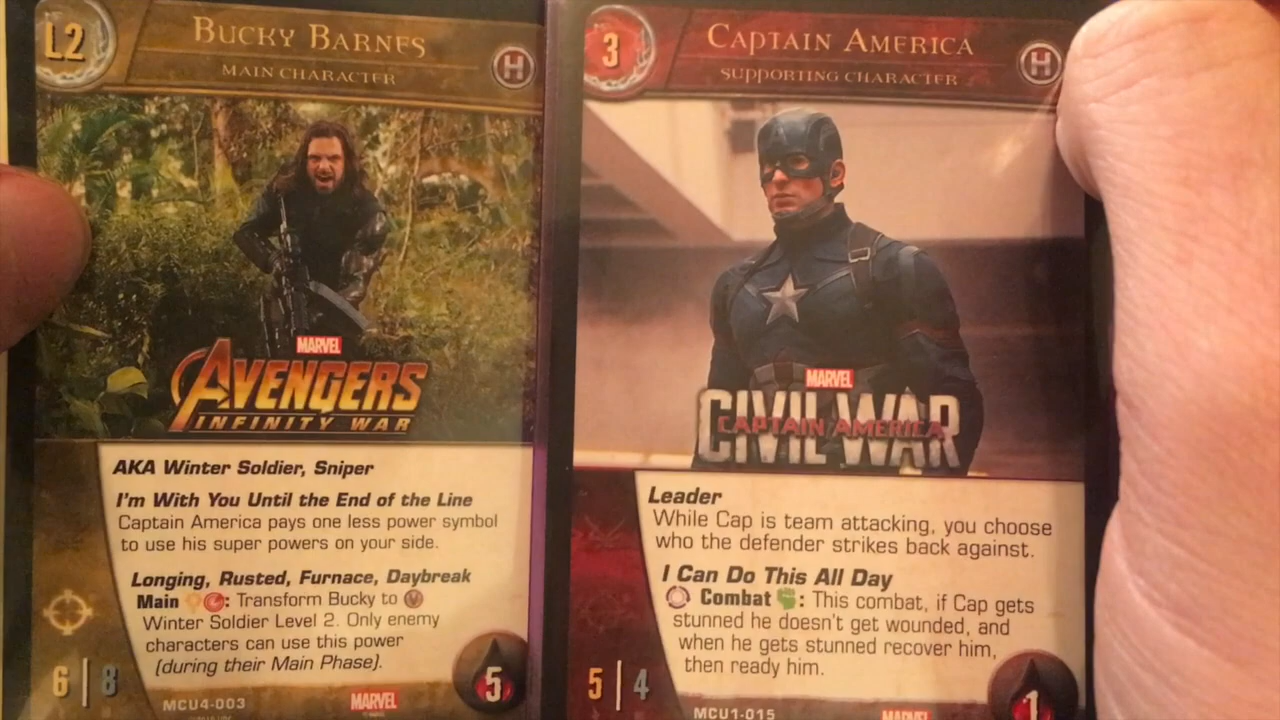 L2
BUCKY BARNES
MAIN CHARACTER
H
MARVEL
AVENGERS
INFINITY WAR
AKA Winter Soldier, Sniper
I'm With You Until the End of the Line
Captain America pays one less power symbol
to use his super powers on your side.
Longing, Rusted, Furnace, Daybreak
Main : Transform Bucky to
Winter Soldier Level 2. Only enemy
characters can use this power
(during their Main Phase).
6 | 8
5
MCU4-003
MARVEL
3
CAPTAIN AMERICA
SUPPORTING CHARACTER
H
MARVEL
CIVIL WAR
CAPTAIN AMERICA
Leader
While Cap is team attacking, you choose
who the defender strikes back against.
I Can Do This All Day
Combat : This combat, if Cap gets
stunned he doesn't get wounded, and
when he gets stunned recover him,
then ready him.
5 | 4
1
MCU1-015
MARVEL